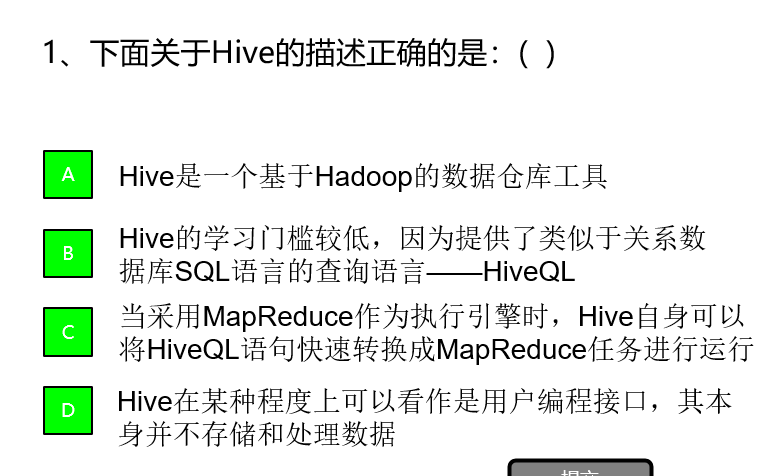 1、下面关于Hive的描述正确的是：( )
A Hive是一个基于Hadoop的数据仓库工具
B Hive的学习门槛较低，因为提供了类似于关系数
据库SQL语言的查询语言——HiveQL
C 当采用MapReduce作为执行引擎时，Hive自身可以
将HiveQL语句快速转换成MapReduce任务进行运行
D Hive在某种程度上可以看作是用户编程接口，其本
身并不存储和处理数据